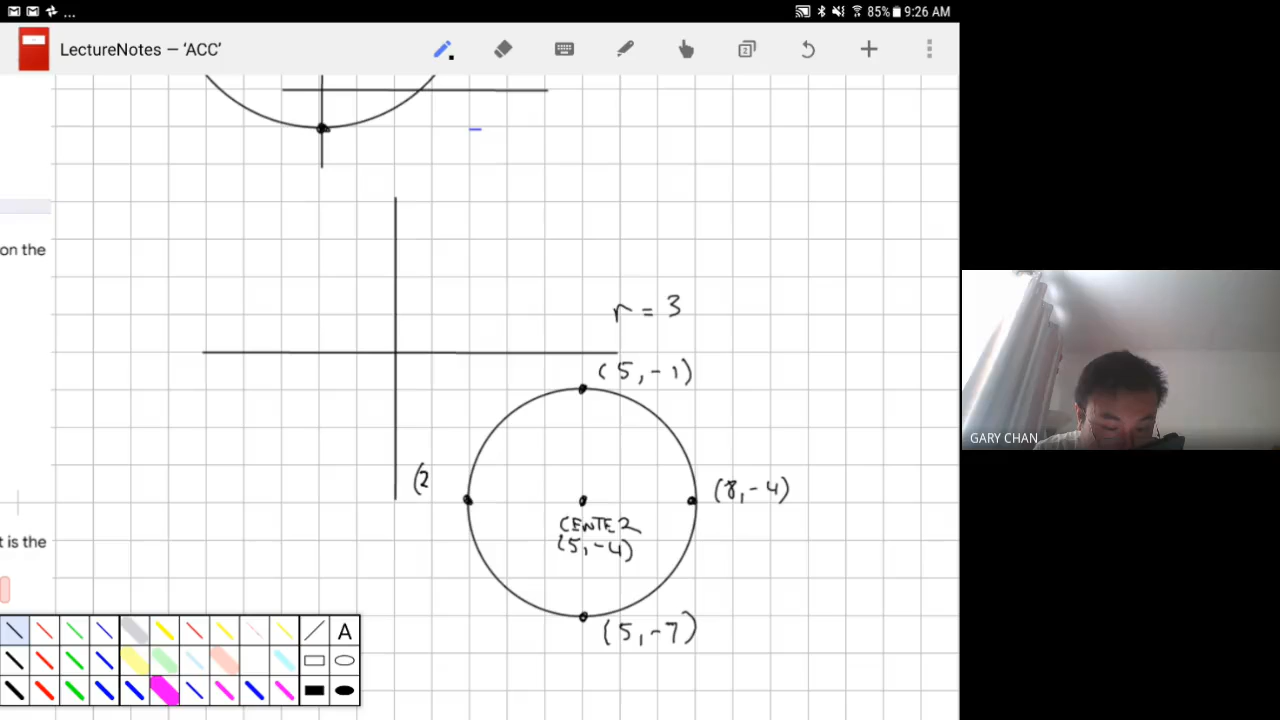 ... 85% 9:26 AM
LectureNotes – ‘ACC’
2
on the
r = 3
(5, -1)
(2
(8, -4)
CENTER
(5, -4)
t is the
(5, -7)
A
GARY CHAN